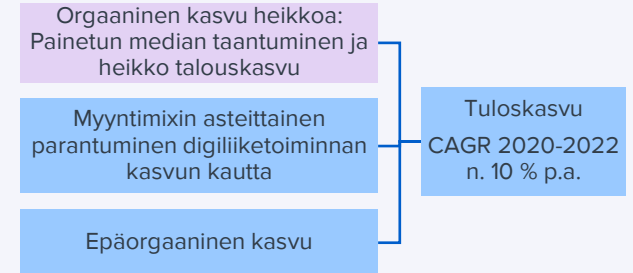 Orgaaninen kasvu heikkoa:
Painetun median taantuminen ja
heikko talouskasvu
Myyntimixin asteittainen
parantuminen digiliiketoiminnan
kasvun kautta
Epäorgaaninen kasvu
Tuloskasvu
CAGR 2020-2022
n. 10 % p.a.